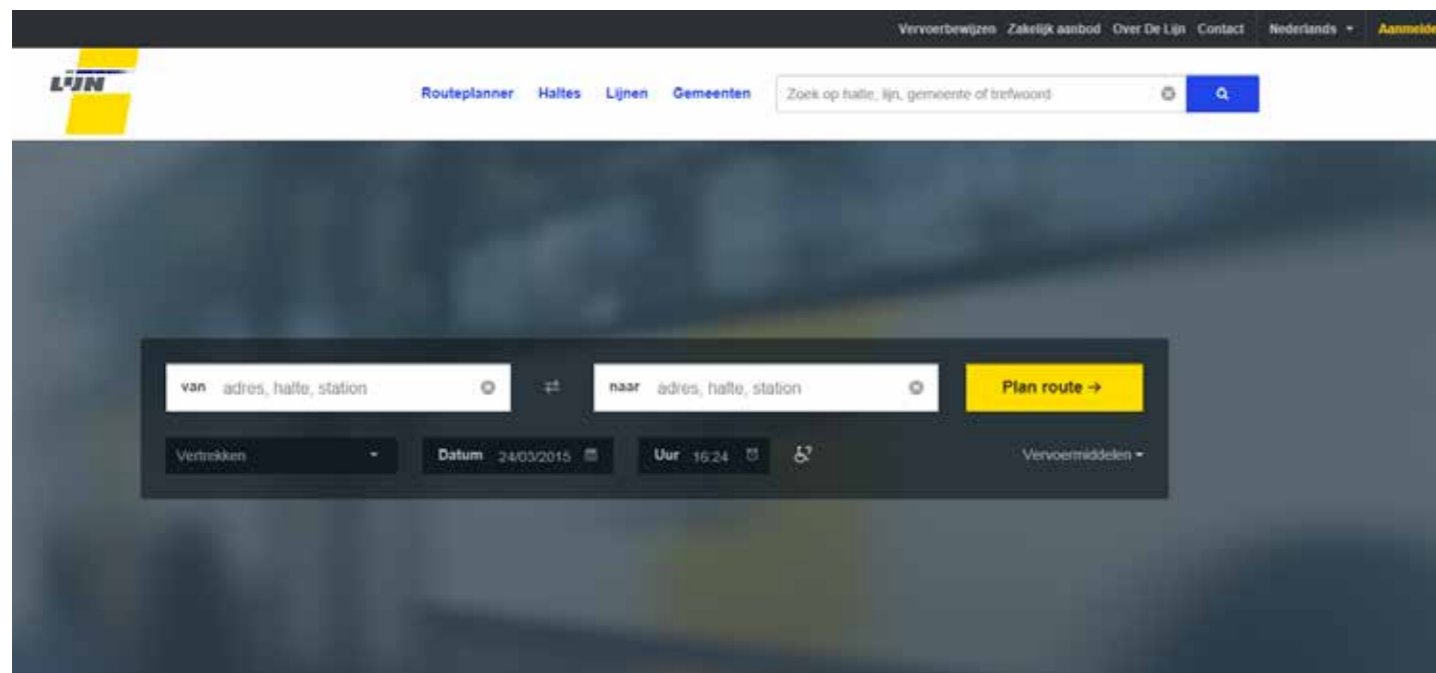 Vervoerbewijzen Zakelijk aanbod Over De Lijn Contact Nederlands Aanmelde
LIJN
Routeplanner Haltes Lijnen Gemeenten Zoek op halte, lijn, gemeente of trefwoord
van adres, halte, station naar adres, halte, station Plan route →
Vertrekken Datum 24/03/2015 Uur 16:24 Vervoermiddelen